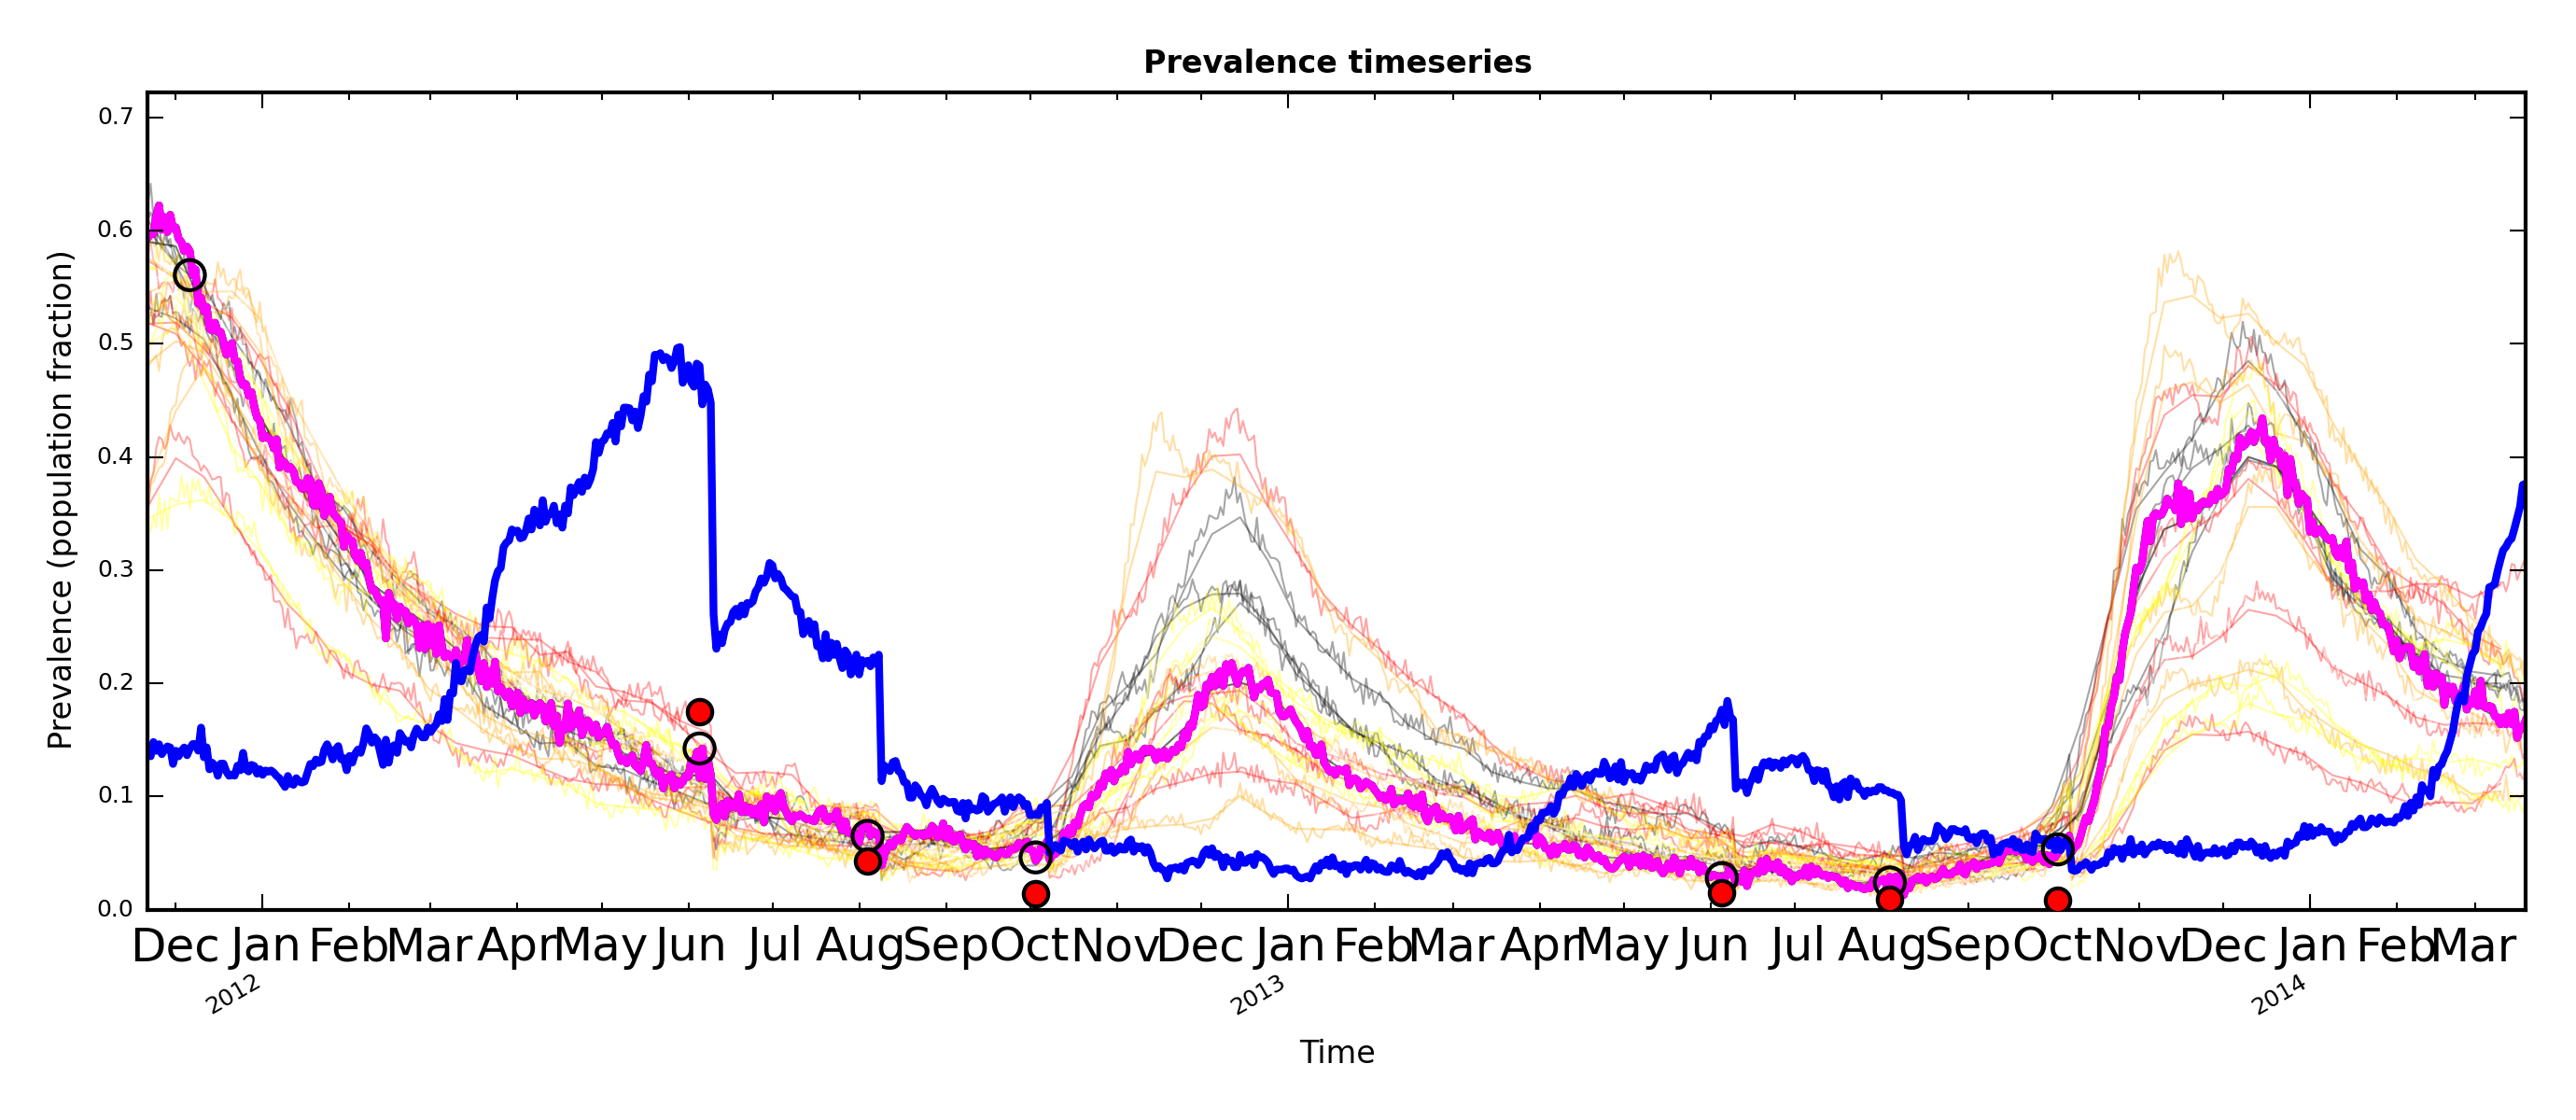 Prevalence timeseries
Prevalence (population fraction)
0.7
0.6
0.5
0.4
0.3
0.2
0.1
0.0
Dec Jan Feb Mar Apr May Jun Jul Aug Sep Oct Nov Dec Jan Feb Mar Apr May Jun Jul Aug Sep Oct Nov Dec Jan Feb Mar
2012 2013 2014
Time